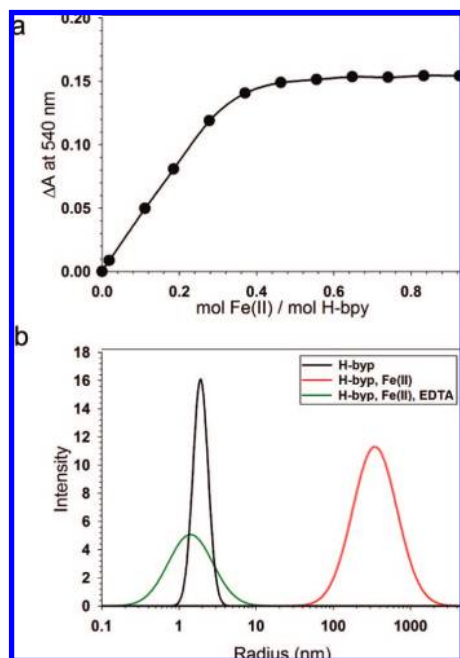 a
0.15
0.10
0.05
0.00
ΔA at 540 nm
0.0 0.2 0.4 0.6 0.8
mol Fe(II) / mol H-bpy
b
18
16
14
12
10
8
6
4
2
0
Intensity
H-byp
H-byp, Fe(II)
H-byp, Fe(II), EDTA
0.1 1 10 100 1000
Radius (nm)